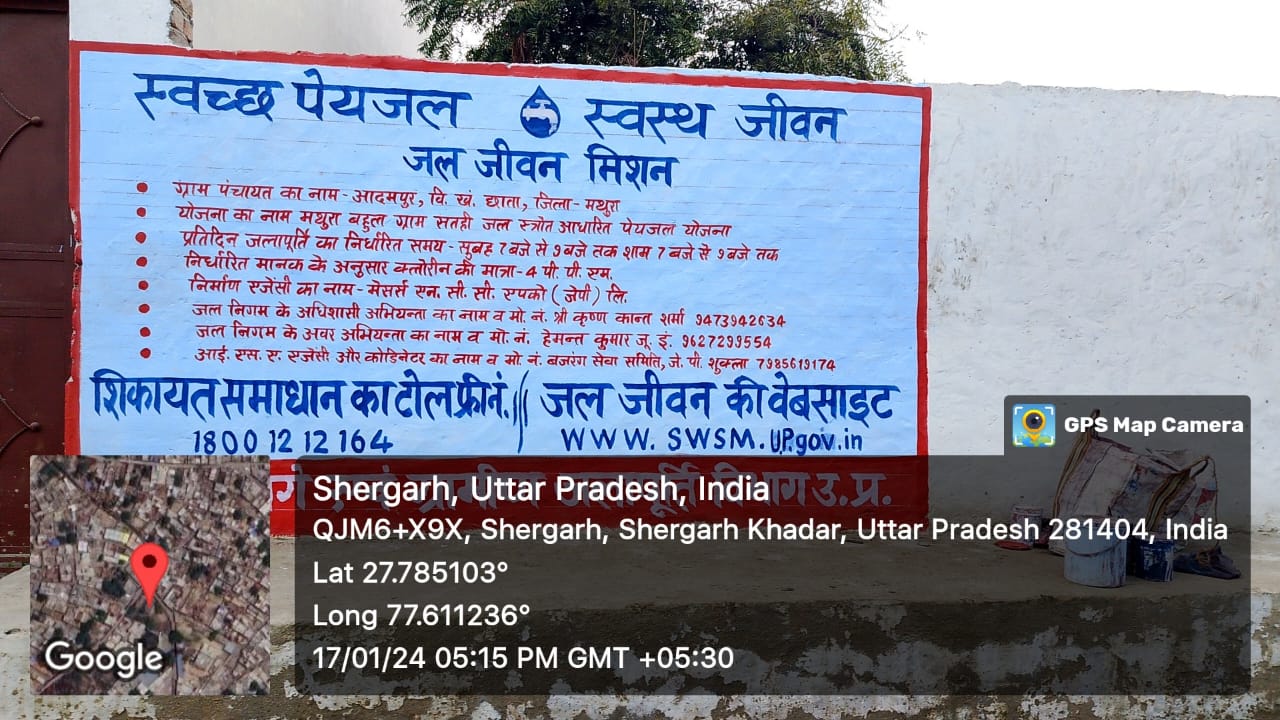 स्वच्छ पेयजल स्वस्थ जीवन
जल जीवन मिशन
ग्राम पंचायत का नाम - आदमपुर, वि. खं. छाता, जिला - मथुरा
योजना का नाम मथुरा बहुल ग्राम सतही जल स्त्रोत आधारित पेयजल योजना
प्रतिदिन जलापूर्ति का निर्धारित समय - सुबह 7 बजे से 9 बजे तक शाम 7 बजे से 9 बजे तक
निर्धारित मानक के अनुसार क्लोरीन की मात्रा - 4 पी. पी. एम.
निर्माण एजेंसी का नाम - मेसर्स एन. सी. सी. एपको (जेपी) लि.
जल निगम के अधिशासी अभियन्ता का नाम व मो. नं. श्री कृष्ण कान्त शर्मा 9473942634
जल निगम के अवर अभियन्ता का नाम व मो. नं. हेमन्त कुमार जू. इं. 9627299554
आई. एस. ए. एजेंसी और कोडिनेटर का नाम व मो. नं. बजरंग सेवा समिति, जे. पी. शुक्ला 7985619174
शिकायत समाधान का टोल फ्री नं.
1800 12 12 164
जल जीवन की वेबसाइट
WWW. SWSM.UP.gov.in
ग्रामीण जलापूर्ति विभाग उ. प्र.
GPS Map Camera
Google
Shergarh, Uttar Pradesh, India
QJM6+X9X, Shergarh, Shergarh Khadar, Uttar Pradesh 281404, India
Lat 27.785103°
Long 77.611236°
17/01/24 05:15 PM GMT +05:30